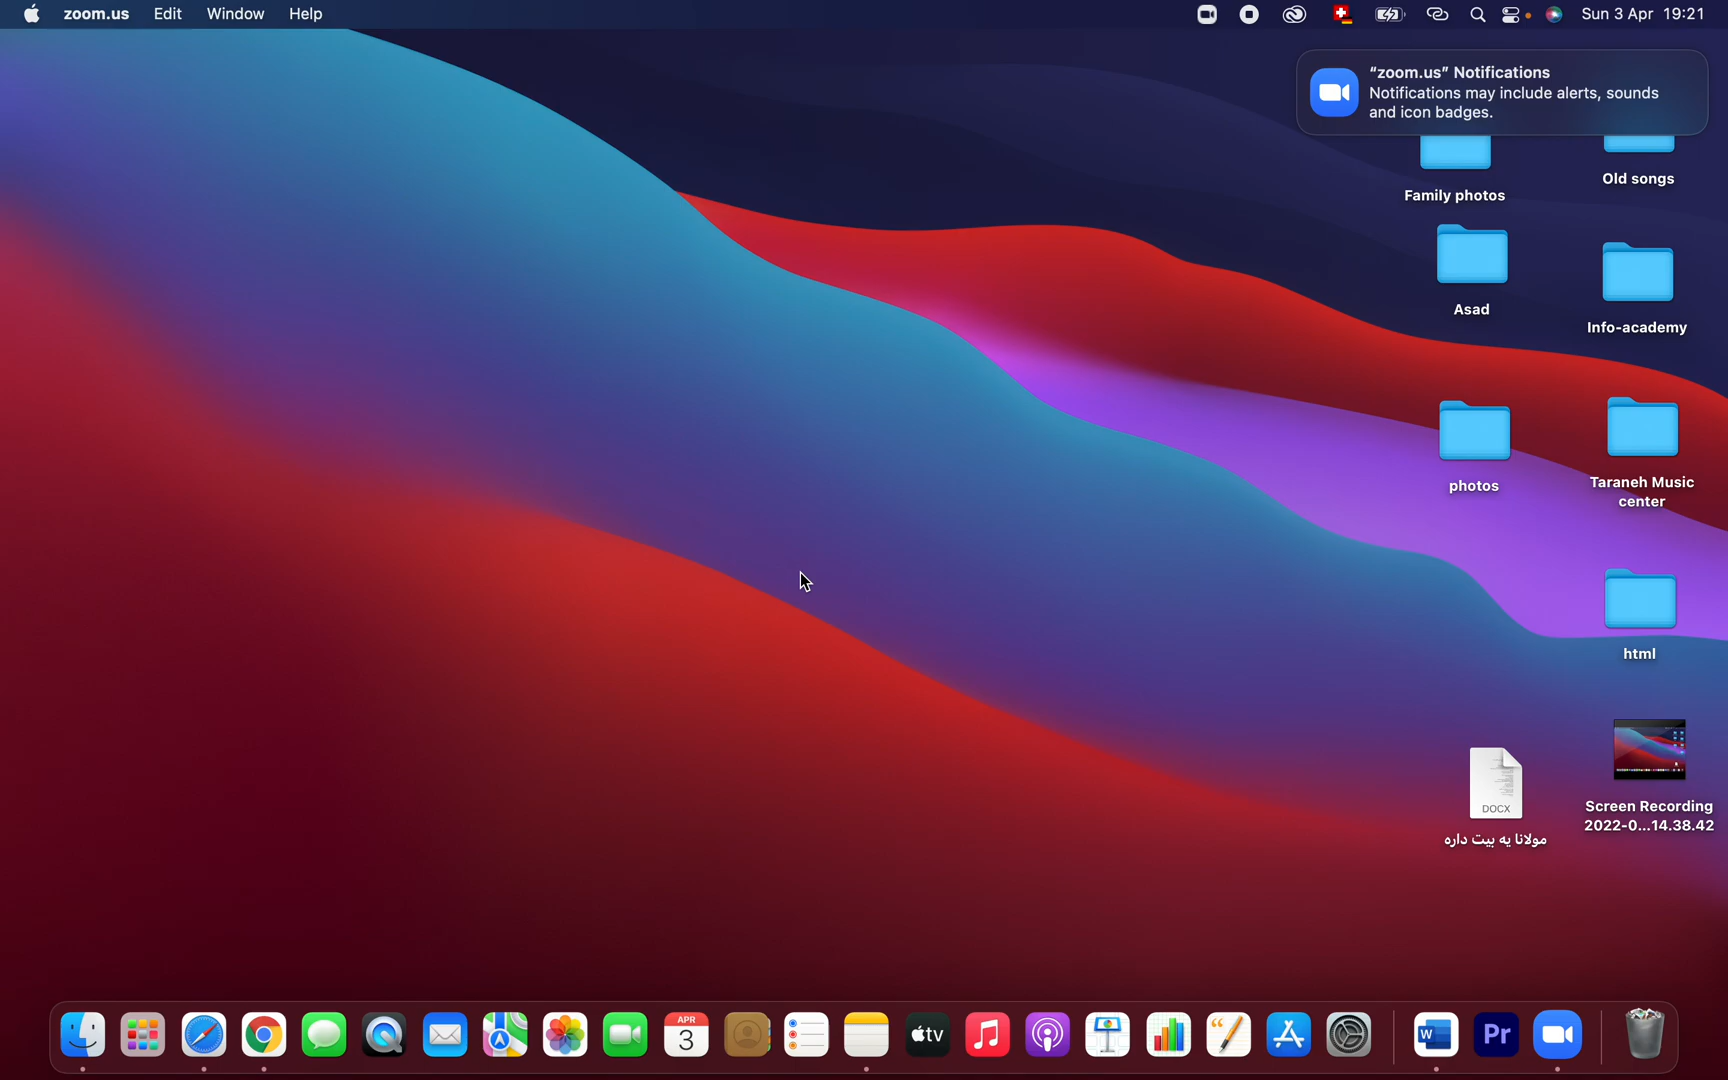 zoom.us Edit Window Help
Sun 3 Apr 19:21
"zoom.us" Notifications
Notifications may include alerts, sounds
and icon badges.
Family photos
Old songs
Asad
Info-academy
photos
Taraneh Music
center
html
DOCX
مولانا یه بیت داره
Screen Recording
2022-0...14.38.42
APR
3
tv
W
Pr